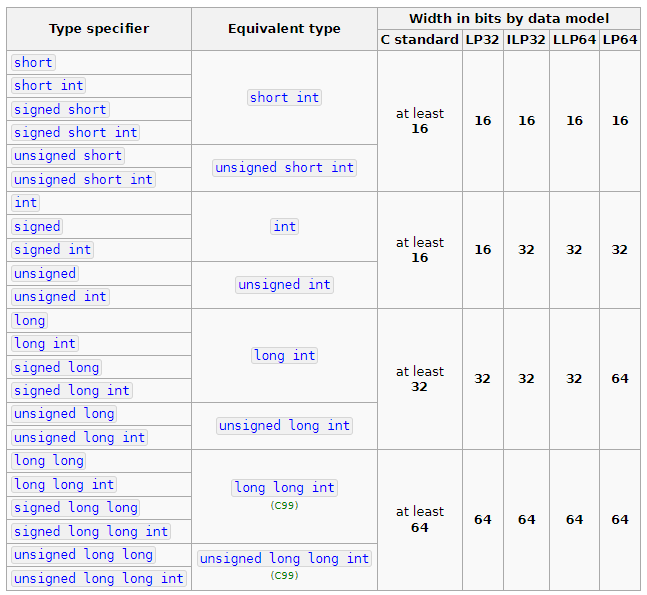 Type specifier Equivalent type Width in bits by data model
C standard LP32 ILP32 LLP64 LP64
short
short int
signed short
signed short int
short int
unsigned short
unsigned short int
unsigned short int
at least
16 16 16 16 16
int
signed
signed int
int
unsigned
unsigned int
unsigned int
at least
16 16 32 32 32
long
long int
signed long
signed long int
long int
unsigned long
unsigned long int
unsigned long int
at least
32 32 32 32 64
long long
long long int
signed long long
signed long long int
long long int
(C99)
unsigned long long
unsigned long long int
unsigned long long int
(C99)
at least
64 64 64 64 64